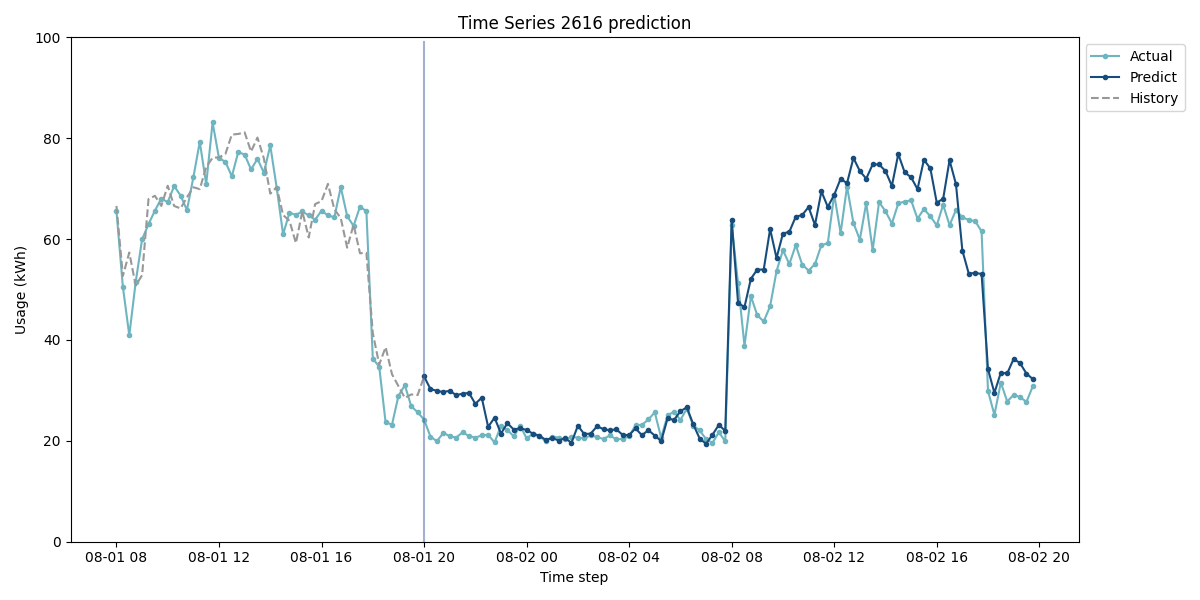 Time Series 2616 prediction
Usage (kWh)
100
80
60
40
20
0
08-01 08
08-01 12
08-01 16
08-01 20
08-02 00
08-02 04
08-02 08
08-02 12
08-02 16
08-02 20
Time step
Actual
Predict
History